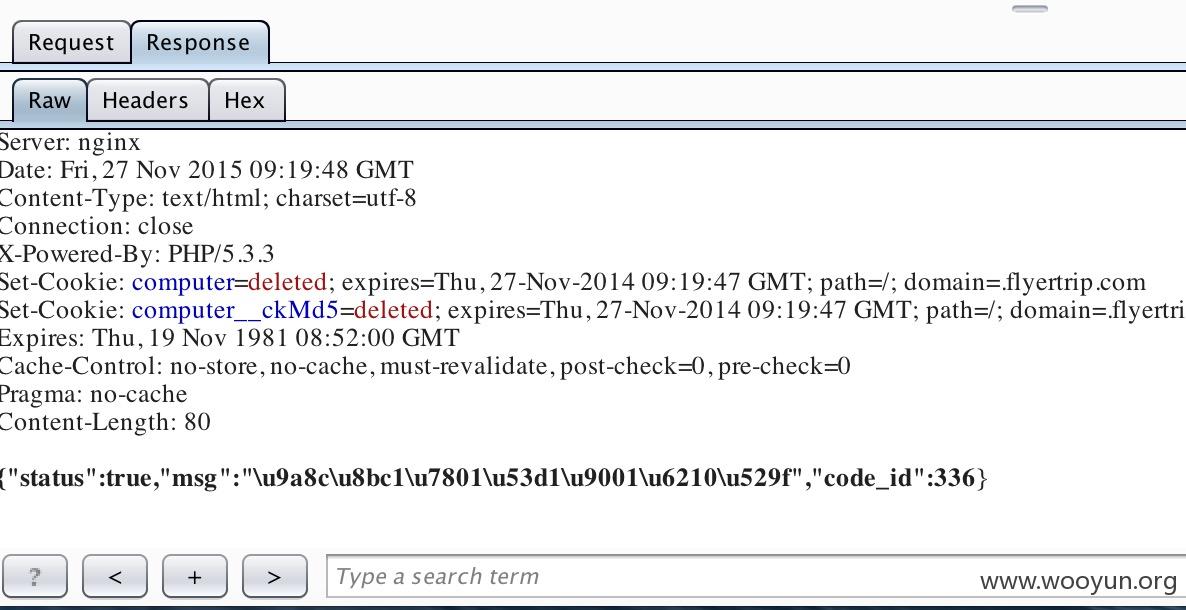 Request Response
Raw Headers Hex
Server: nginx
Date: Fri, 27 Nov 2015 09:19:48 GMT
Content-Type: text/html; charset=utf-8
Connection: close
X-Powered-By: PHP/5.3.3
Set-Cookie: computer=deleted; expires=Thu, 27-Nov-2014 09:19:47 GMT; path=/; domain=.flyertrip.com
Set-Cookie: computer__ckMd5=deleted; expires=Thu, 27-Nov-2014 09:19:47 GMT; path=/; domain=.flyertri
Expires: Thu, 19 Nov 1981 08:52:00 GMT
Cache-Control: no-store, no-cache, must-revalidate, post-check=0, pre-check=0
Pragma: no-cache
Content-Length: 80
{"status":true,"msg":"\u9a8c\u8bc1\u7801\u53d1\u9001\u6210\u529f","code_id":336}
? < + > Type a search term
www.wooyun.org